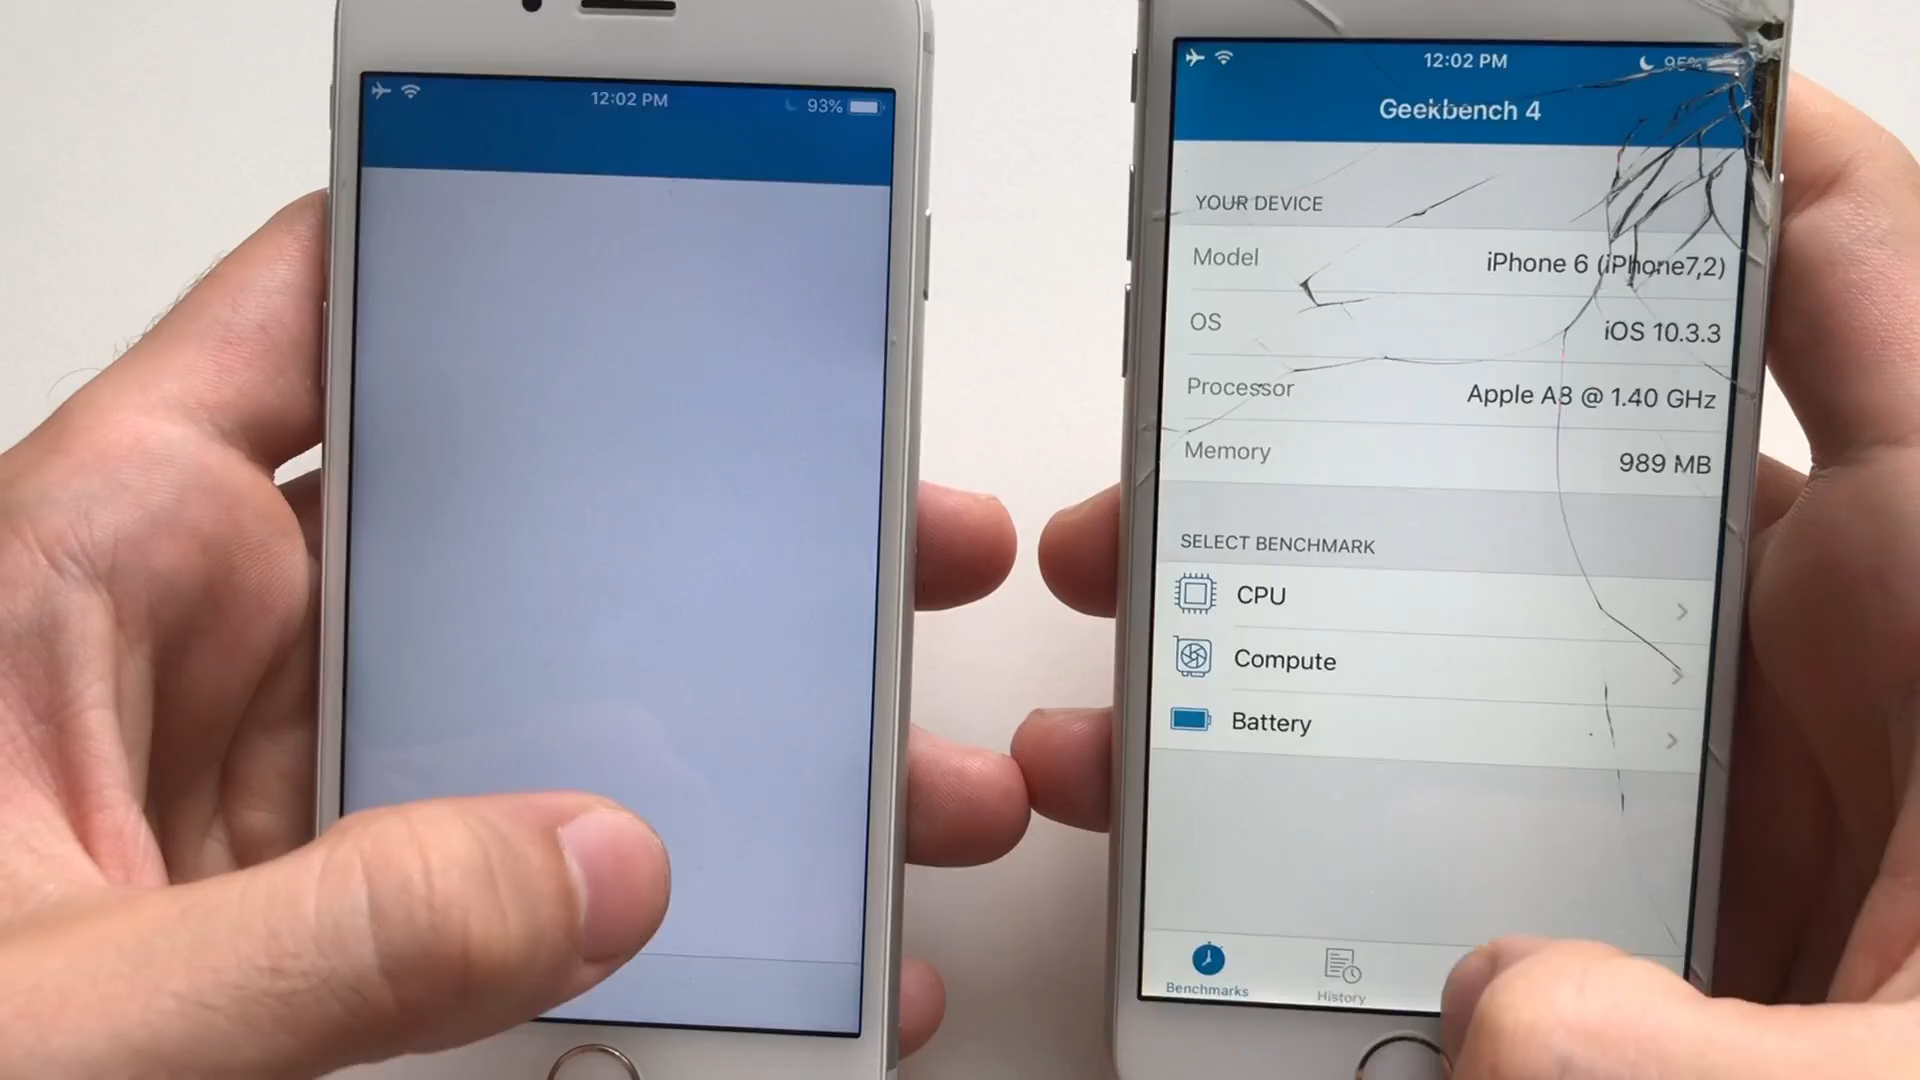 12:02 PM
93%
12:02 PM
95%
Geekbench 4
YOUR DEVICE
Model
iPhone 6 (iPhone7,2)
OS
iOS 10.3.3
Processor
Apple A8 @ 1.40 GHz
Memory
989 MB
SELECT BENCHMARK
CPU
Compute
Battery
Benchmarks
History